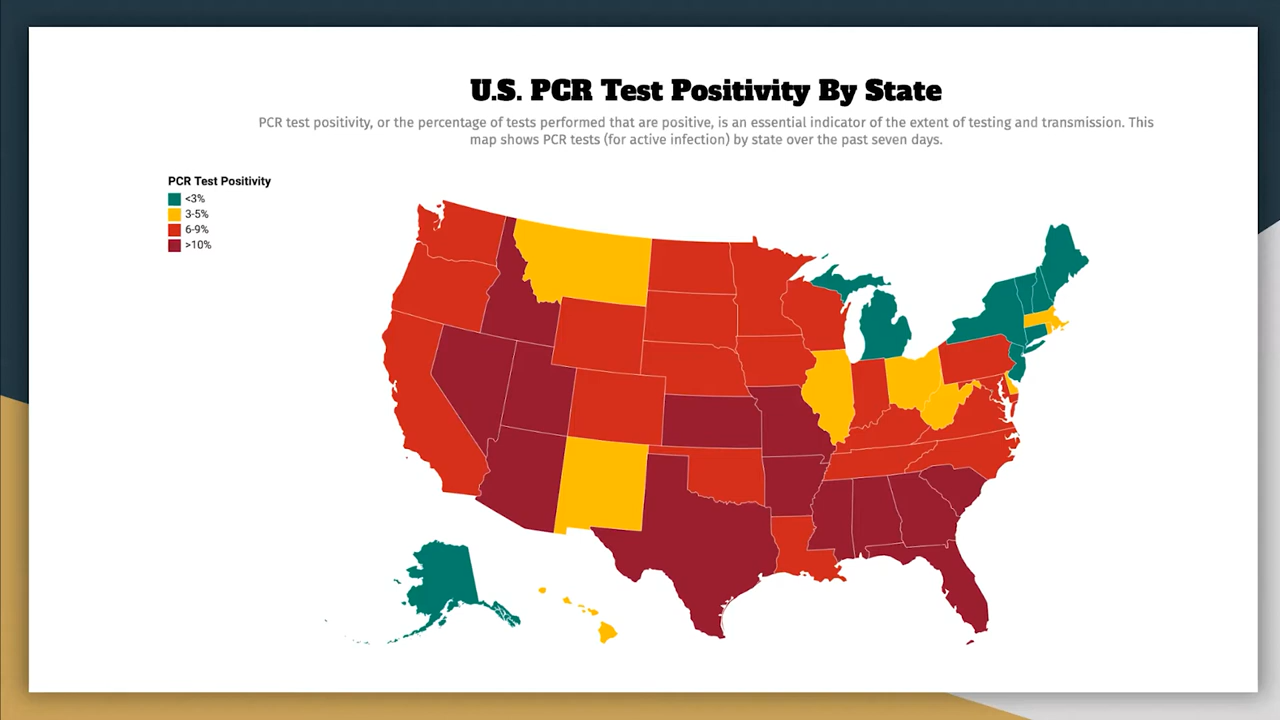 U.S. PCR Test Positivity By State
PCR test positivity, or the percentage of tests performed that are positive, is an essential indicator of the extent of testing and transmission. This
map shows PCR tests (for active infection) by state over the past seven days.
PCR Test Positivity
<3%
3-5%
6-9%
>10%